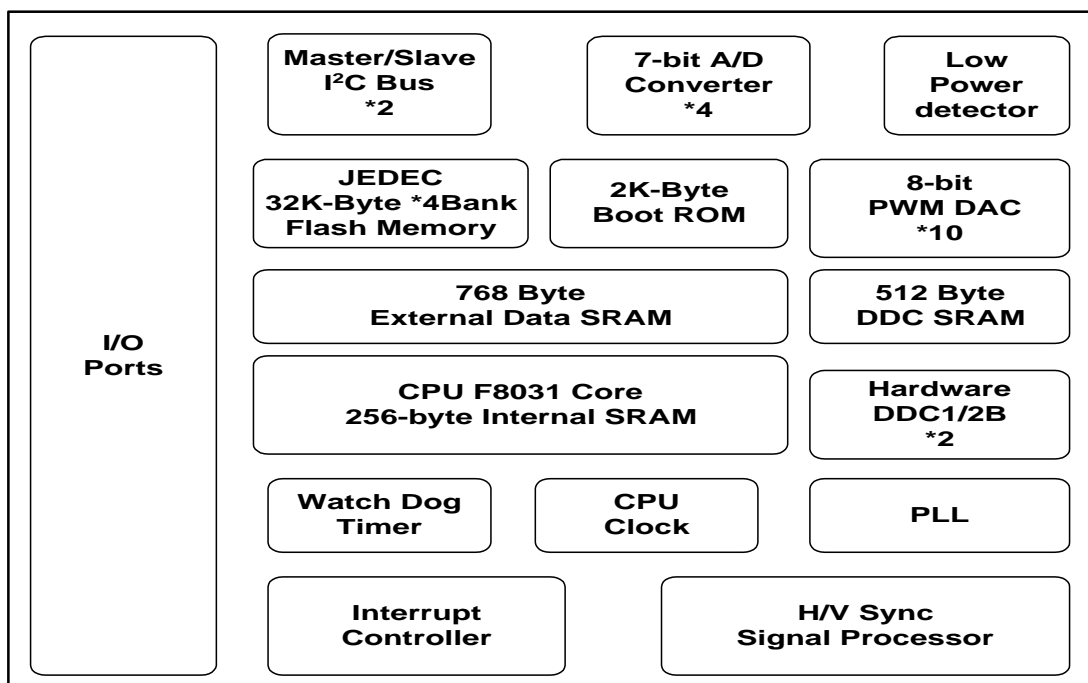 Master/Slave
I²C Bus
*2
7-bit A/D
Converter
*4
Low
Power
detector
JEDEC
32K-Byte *4Bank
Flash Memory
2K-Byte
Boot ROM
8-bit
PWM DAC
*10
768 Byte
External Data SRAM
512 Byte
DDC SRAM
I/O
Ports
CPU F8031 Core
256-byte Internal SRAM
Hardware
DDC1/2B
*2
Watch Dog
Timer
CPU
Clock
PLL
Interrupt
Controller
H/V Sync
Signal Processor